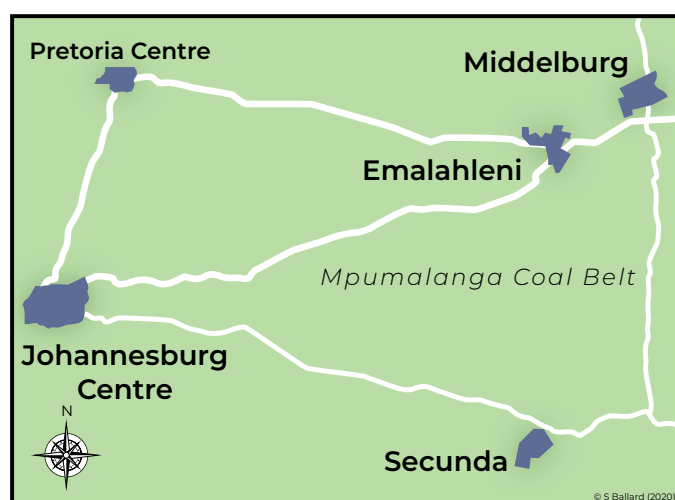 Pretoria Centre
Middelburg
Emalahleni
Mpumalanga Coal Belt
Johannesburg
Centre
N
Secunda
© S Ballard (2020)